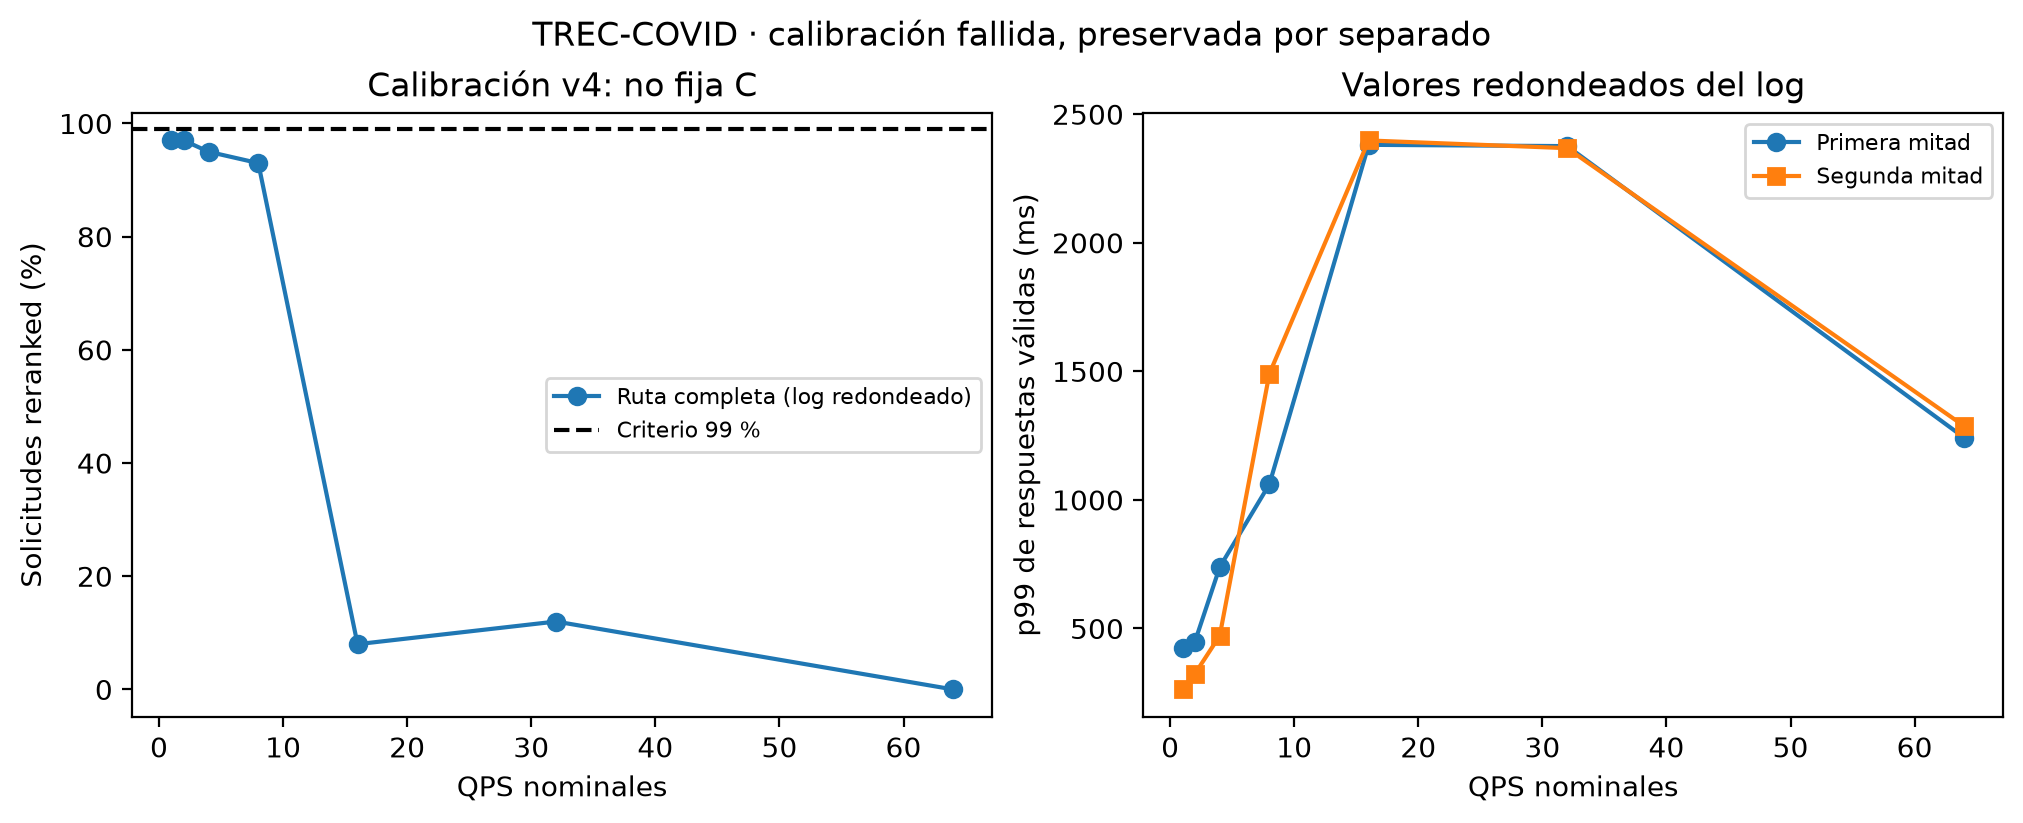 TREC-COVID · calibración fallida, preservada por separado
Calibración v4: no fija C
Solicitudes reranked (%)
100
80
60
40
20
0
Ruta completa (log redondeado)
Criterio 99 %
0 10 20 30 40 50 60
QPS nominales
Valores redondeados del log
p99 de respuestas válidas (ms)
2500
2000
1500
1000
500
Primera mitad
Segunda mitad
0 10 20 30 40 50 60
QPS nominales